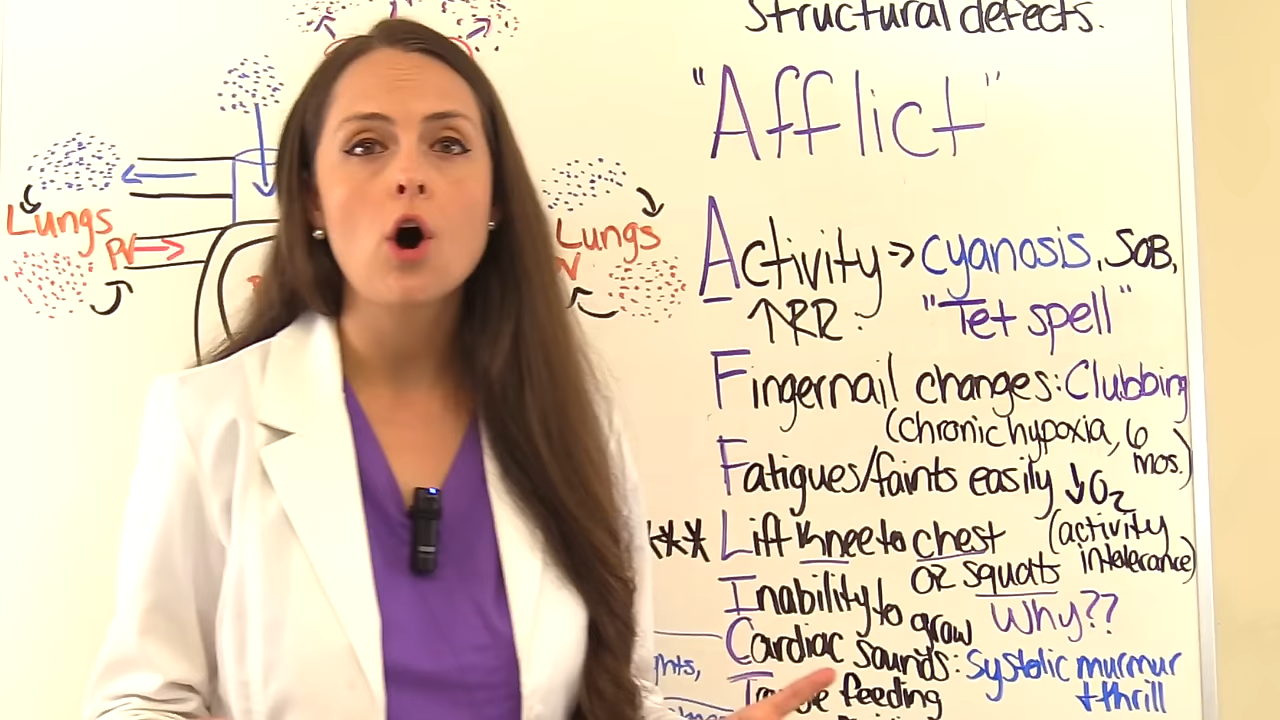 Structural defects.
"Afflict"
Lungs
PV
Lungs
V
Activity → cyanosis, SOB,
↑RR: "Tet spell"
Fingernail changes: Clubbing
(chronic hypoxia, 6 mos.)
Fatigues/faints easily ↓O₂
(activity intolerance)
*** Lift knee to chest
or squats
Why??
Inability to grow
Cardiac sounds: Systolic murmur
+ thrill
feeding